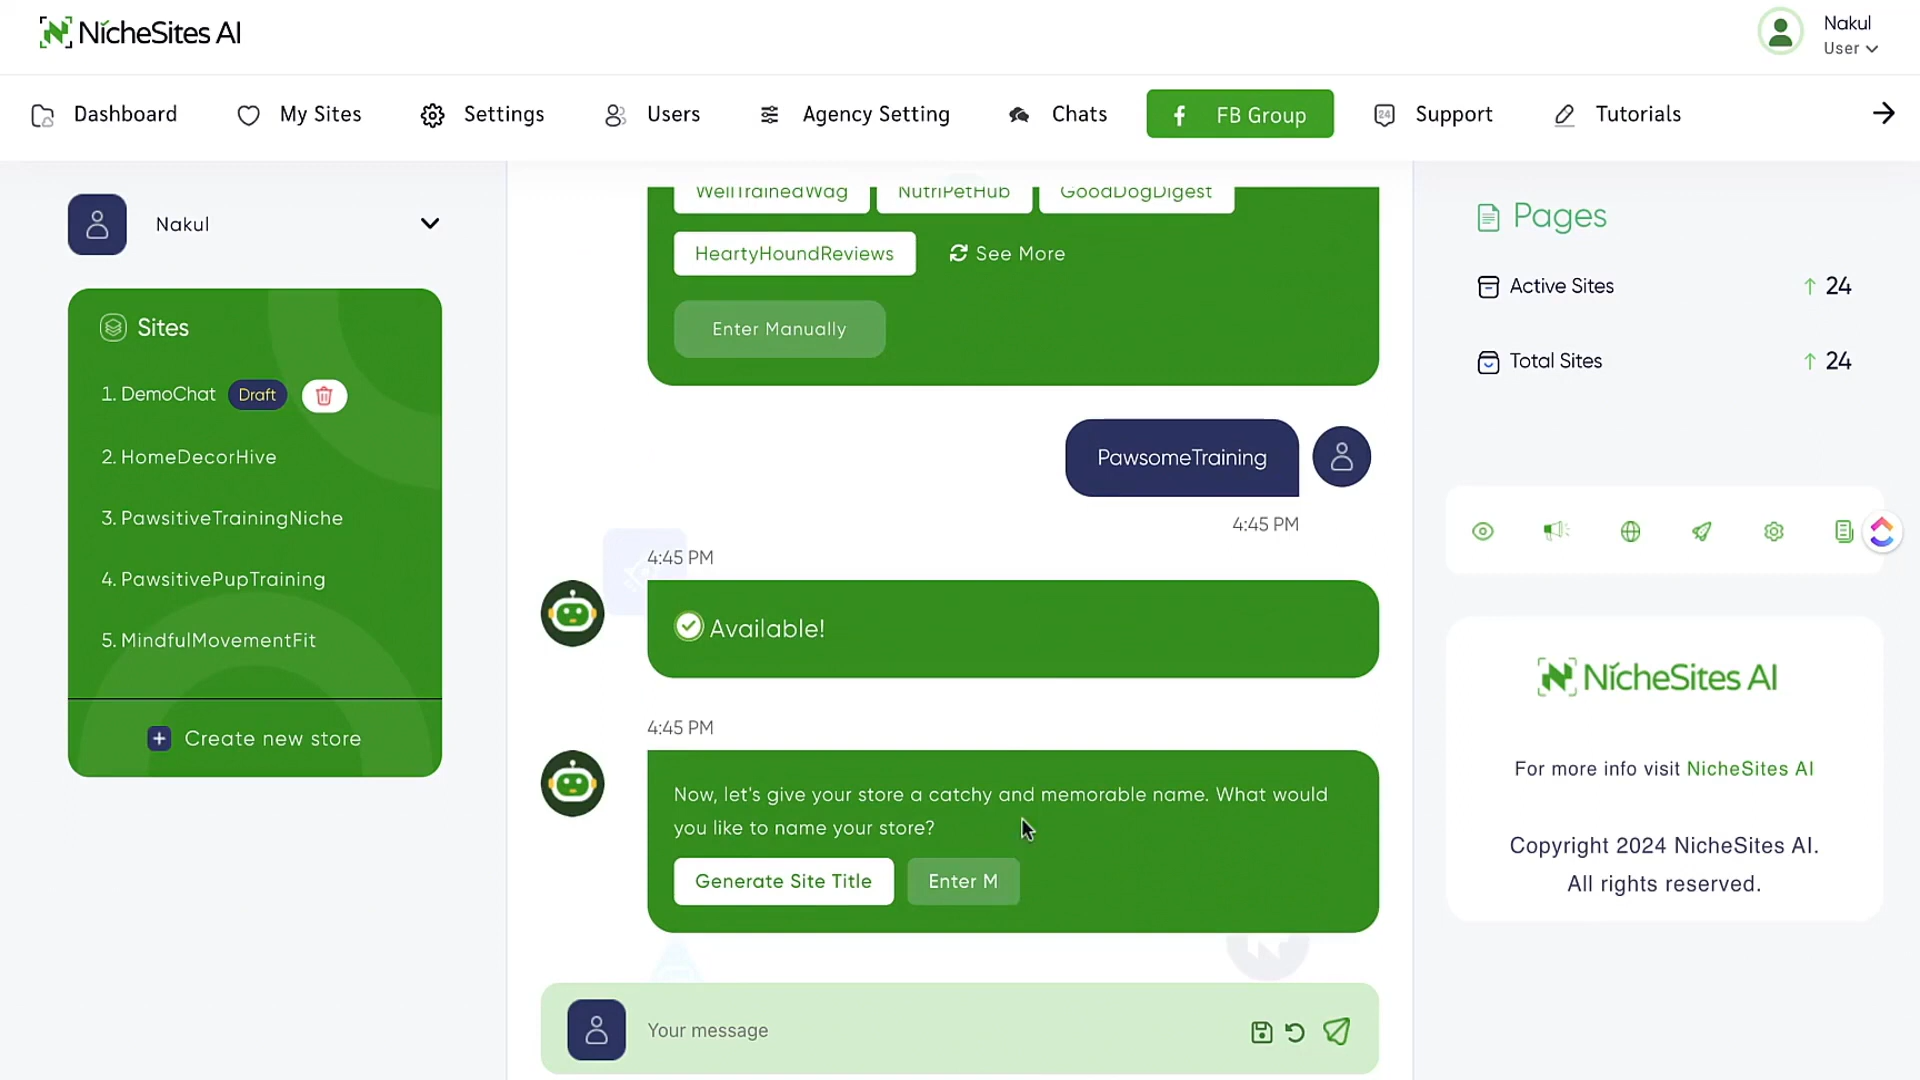 NicheSites AI
Nakul
User
Dashboard
My Sites
Settings
Users
Agency Setting
Chats
FB Group
24
Support
Tutorials
Nakul
Sites
1. DemoChat Draft
2. HomeDecorHive
3. PawsitiveTrainingNiche
4. PawsitivePupTraining
5. MindfulMovementFit
Create new store
WellTrainedWag
NutriPetHub
GoodDogDigest
HeartyHoundReviews
See More
Enter Manually
PawsomeTraining
4:45 PM
4:45 PM
Available!
4:45 PM
Now, let's give your store a catchy and memorable name. What would
you like to name your store?
Generate Site Title
Enter M
Your message
Pages
Active Sites
24
Total Sites
24
NicheSites AI
For more info visit NicheSites AI
Copyright 2024 NicheSites AI.
All rights reserved.